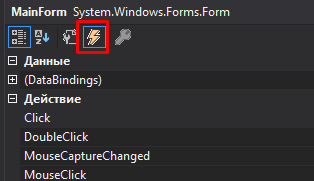 MainForm System.Windows.Forms.Form
Данные
(DataBindings)
Действие
Click
DoubleClick
MouseCaptureChanged
MouseClick